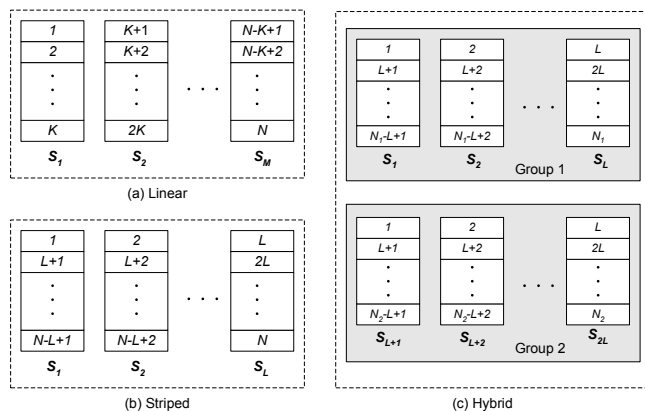 1 K+1 N-K+1
2 K+2 N-K+2
. . .
K 2K N
S1 S2 SM
(a) Linear
1 2 L
L+1 L+2 2L
. . .
N-L+1 N-L+2 N
S1 S2 SL
(b) Striped
1 2 L
L+1 L+2 2L
. . .
N1-L+1 N1-L+2 N1
S1 S2 SL
Group 1
1 2 L
L+1 L+2 2L
. . .
N2-L+1 N2-L+2 N2
SL+1 SL+2 S2L
Group 2
(c) Hybrid